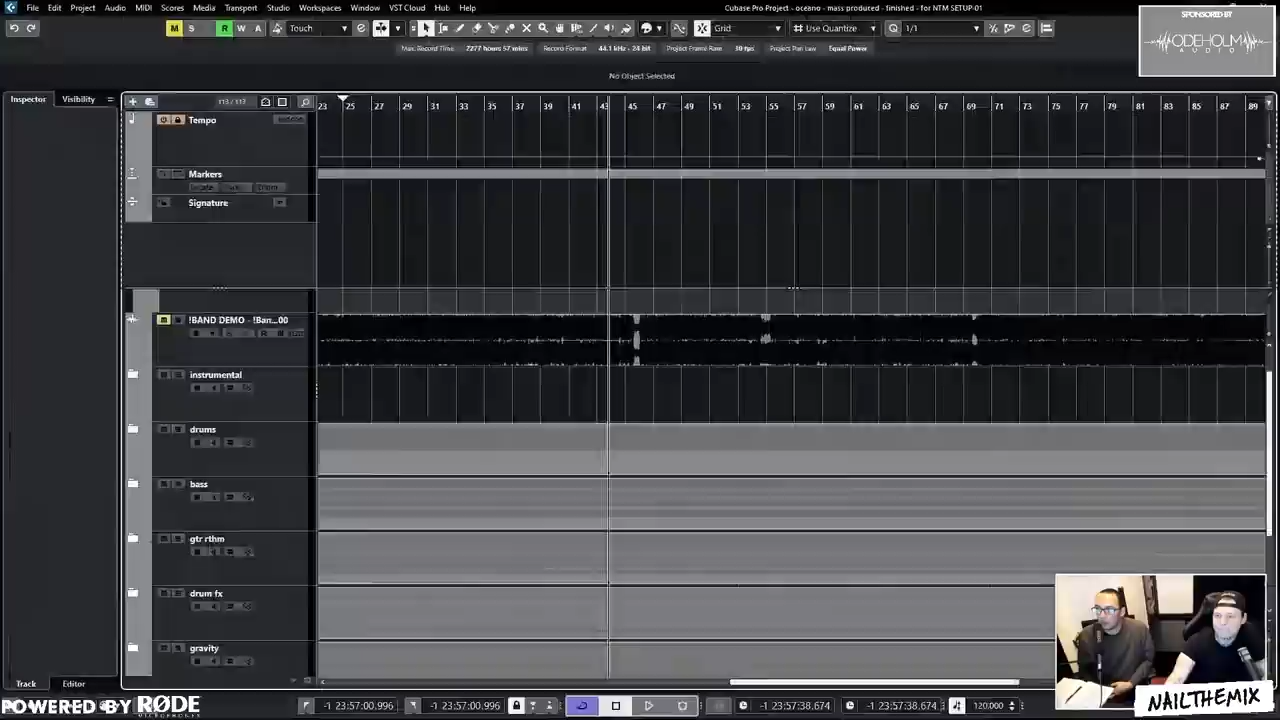 File Edit Project Audio MIDI Scores Transport Studio Workspaces Window VST Cloud Hub Help
Cubase Pro Project - oceano - mass produced - finished - for NTM SETUP-01
M S R W A Touch Grid Use Quantize Q 1/1
Max. Record Time 2277 hours 57 mins Record Format 44.1 kHz - 24 bit Project Frame Rate 30 fps Project Pan Law Equal Power
No Object Selected
SPONSORED BY
ODEHOLM
AUDIO
Inspector Visibility
113 / 113
23 25 27 29 31 33 35 37 39 41 43 45 47 49 51 53 55 57 59 61 63 65 67 69 71 73 75 77 79 81 83 85 87 89
Tempo
Markers
Locate
Signature
!BAND DEMO - !Ban...00
instrumental
drums
bass
gtr rthm
drum fx
gravity
Track Editor
POWERED BY RØDE
MICROPHONES
-1 23:57:00.996 -1 23:57:00.996 -1 23:57:38.674 -1 23:57:38.674 120.000
NAILTHEMIX